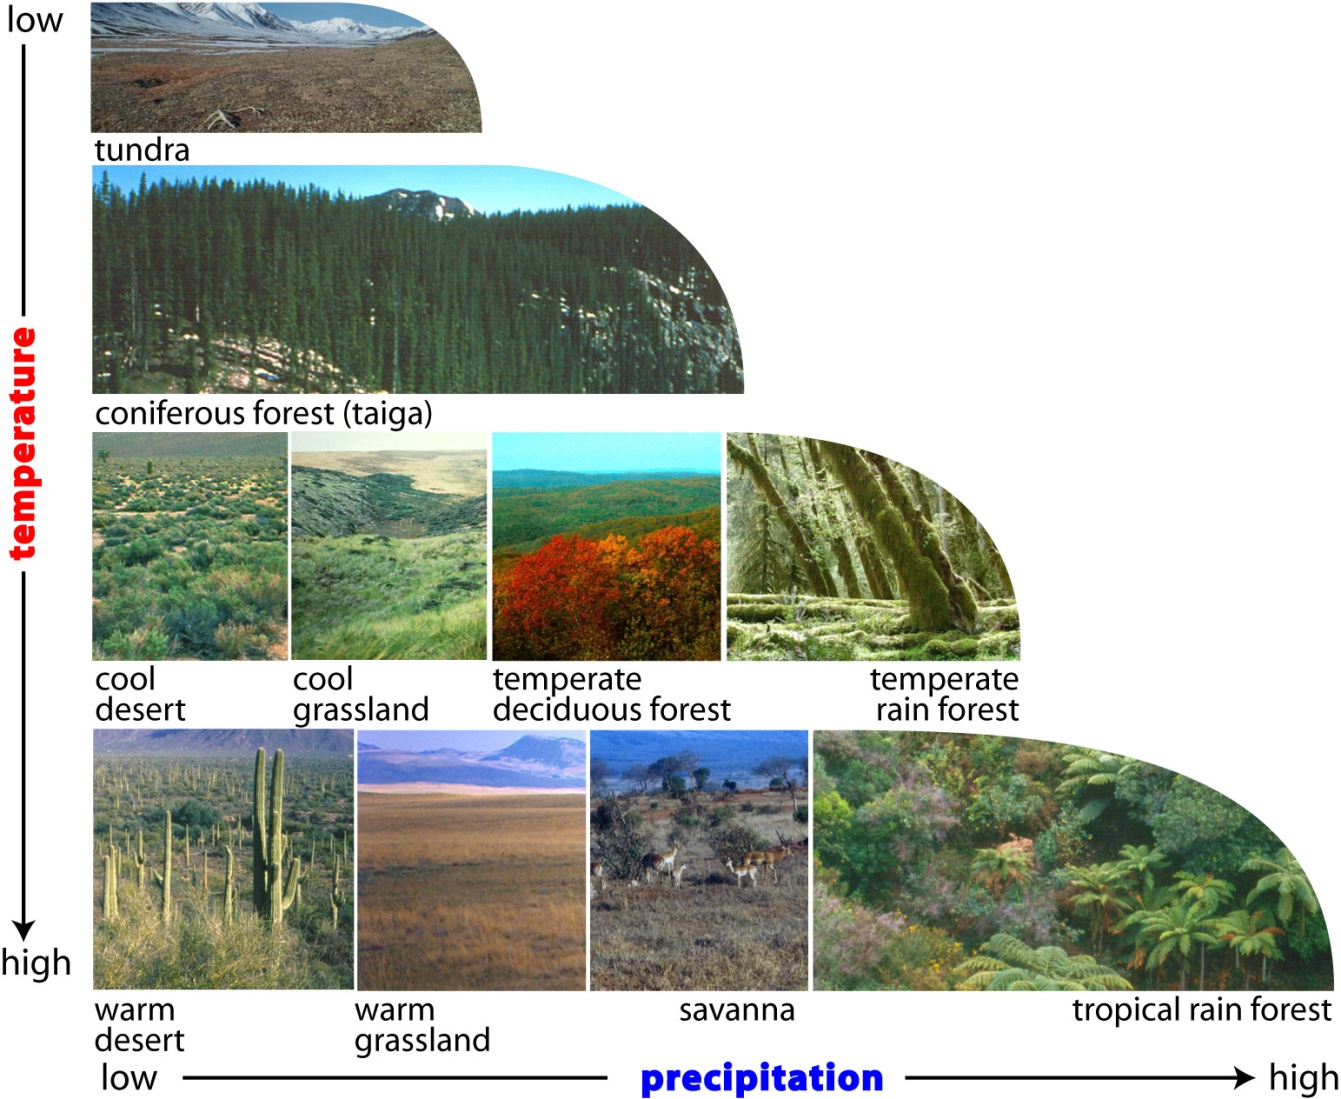 low
tundra
temperature
coniferous forest (taiga)
cool
desert
cool
grassland
temperate
deciduous forest
temperate
rain forest
high
warm
desert
warm
grassland
savanna
tropical rain forest
low
precipitation
high